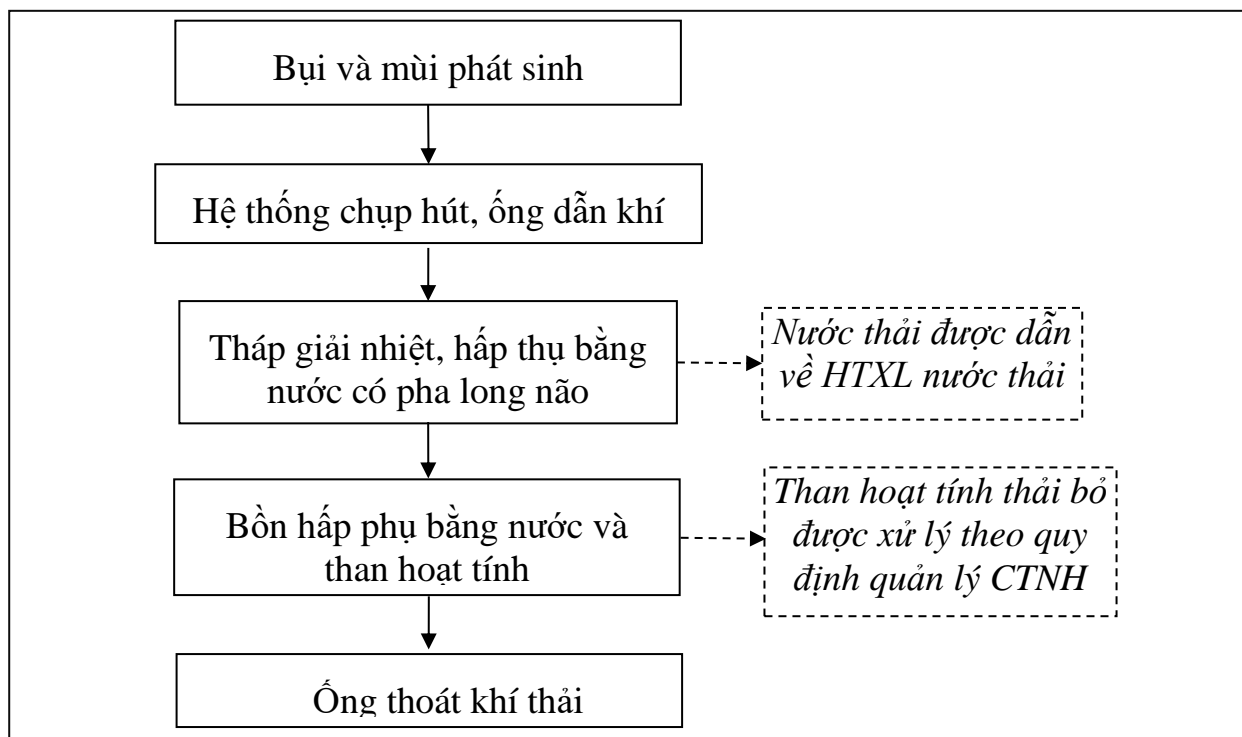 Bụi và mùi phát sinh
Hệ thống chụp hút, ống dẫn khí
Tháp giải nhiệt, hấp thụ bằng
nước có pha long não
Nước thải được dẫn
về HTXL nước thải
Bồn hấp phụ bằng nước và
than hoạt tính
Than hoạt tính thải bỏ
được xử lý theo quy
định quản lý CTNH
Ống thoát khí thải